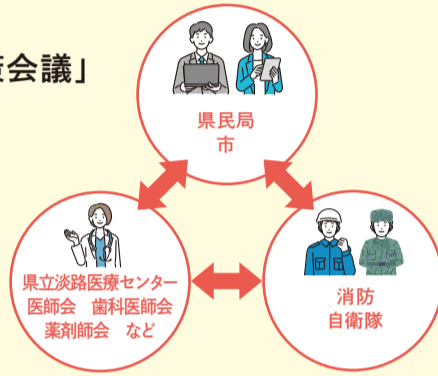 会議」
県民局
市
県立淡路医療センター
医師会 歯科医師会
薬剤師会 など
消防
自衛隊